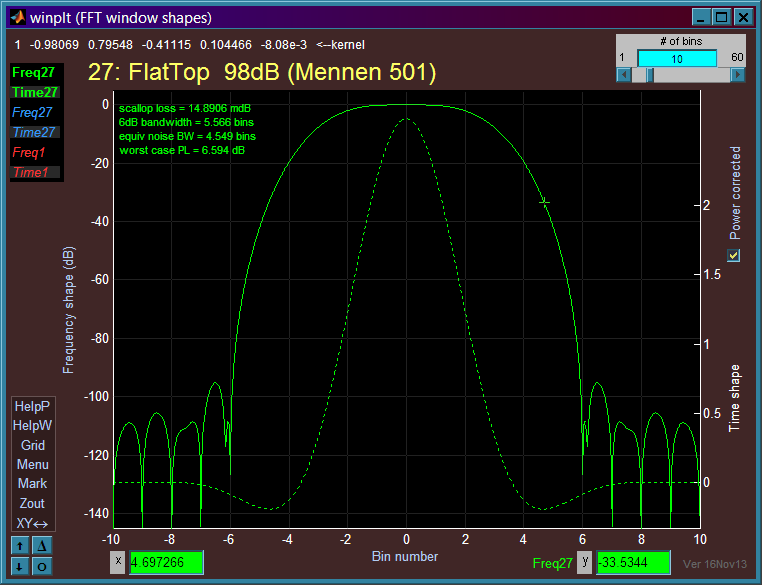 winplt (FFT window shapes)
1 -0.98069 0.79548 -0.41115 0.104466 -8.08e-3 <--kernel
# of bins
1 10 60
27: FlatTop 98dB (Mennen 501)
Freq27
Time27
Freq27
Time27
Freq1
Time1
scallop loss = 14.8906 mdB
6dB bandwidth = 5.566 bins
equiv noise BW = 4.549 bins
worst case PL = 6.594 dB
Frequency shape (dB)
0
-20
-40
-60
-80
-100
-120
-140
Power corrected
Time shape
2
1.5
1
0.5
0
HelpP
HelpW
Grid
Menu
Mark
Zout
XY↔
-10 -8 -6 -4 -2 0 2 4 6 8 10
Bin number
x 4.697266
Freq27 y -33.5344
Ver 16Nov13